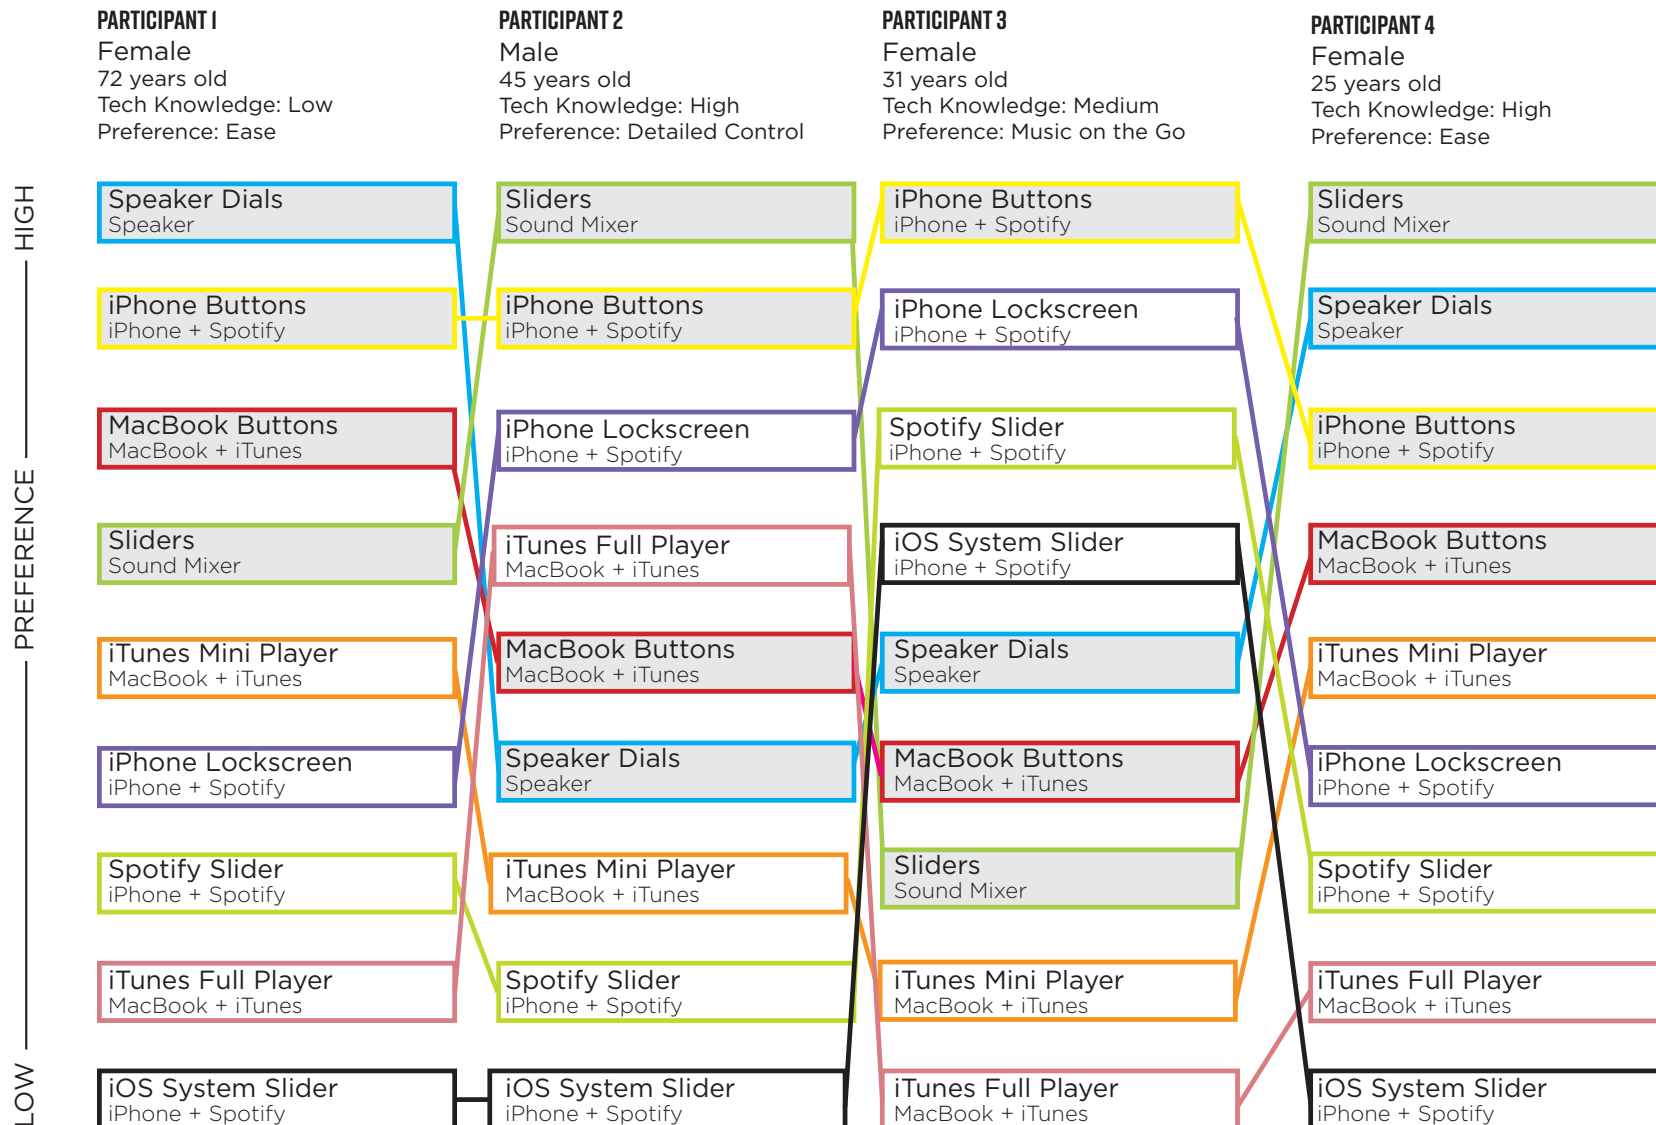 PARTICIPANT 1
Female
72 years old
Tech Knowledge: Low
Preference: Ease
PARTICIPANT 2
Male
45 years old
Tech Knowledge: High
Preference: Detailed Control
PARTICIPANT 3
Female
31 years old
Tech Knowledge: Medium
Preference: Music on the Go
PARTICIPANT 4
Female
25 years old
Tech Knowledge: High
Preference: Ease
HIGH
PREFERENCE
LOW
Speaker Dials
Speaker
iPhone Buttons
iPhone + Spotify
MacBook Buttons
MacBook + iTunes
Sliders
Sound Mixer
iTunes Mini Player
MacBook + iTunes
iPhone Lockscreen
iPhone + Spotify
Spotify Slider
iPhone + Spotify
iTunes Full Player
MacBook + iTunes
iOS System Slider
iPhone + Spotify
Sliders
Sound Mixer
iPhone Buttons
iPhone + Spotify
iPhone Lockscreen
iPhone + Spotify
iTunes Full Player
MacBook + iTunes
MacBook Buttons
MacBook + iTunes
Speaker Dials
Speaker
iTunes Mini Player
MacBook + iTunes
Spotify Slider
iPhone + Spotify
iOS System Slider
iPhone + Spotify
iPhone Buttons
iPhone + Spotify
iPhone Lockscreen
iPhone + Spotify
Spotify Slider
iPhone + Spotify
iOS System Slider
iPhone + Spotify
Speaker Dials
Speaker
MacBook Buttons
MacBook + iTunes
Sliders
Sound Mixer
iTunes Mini Player
MacBook + iTunes
iTunes Full Player
MacBook + iTunes
Sliders
Sound Mixer
Speaker Dials
Speaker
iPhone Buttons
iPhone + Spotify
MacBook Buttons
MacBook + iTunes
iTunes Mini Player
MacBook + iTunes
iPhone Lockscreen
iPhone + Spotify
Spotify Slider
iPhone + Spotify
iTunes Full Player
MacBook + iTunes
iOS System Slider
iPhone + Spotify